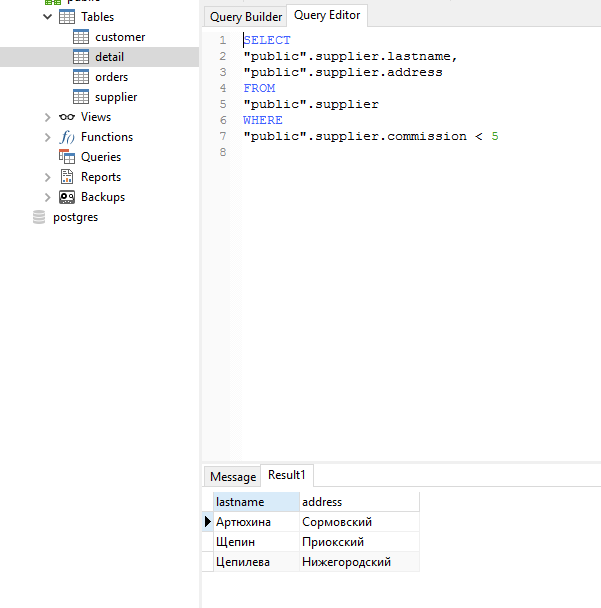 public
Tables
customer
detail
orders
supplier
Views
Functions
Queries
Reports
Backups
postgres
Query Builder Query Editor
1 SELECT
2 "public".supplier.lastname,
3 "public".supplier.address
4 FROM
5 "public".supplier
6 WHERE
7 "public".supplier.commission < 5
8
Message Result1
lastname address
Артюхина Сормовский
Щепин Приокский
Цепилева Нижегородский